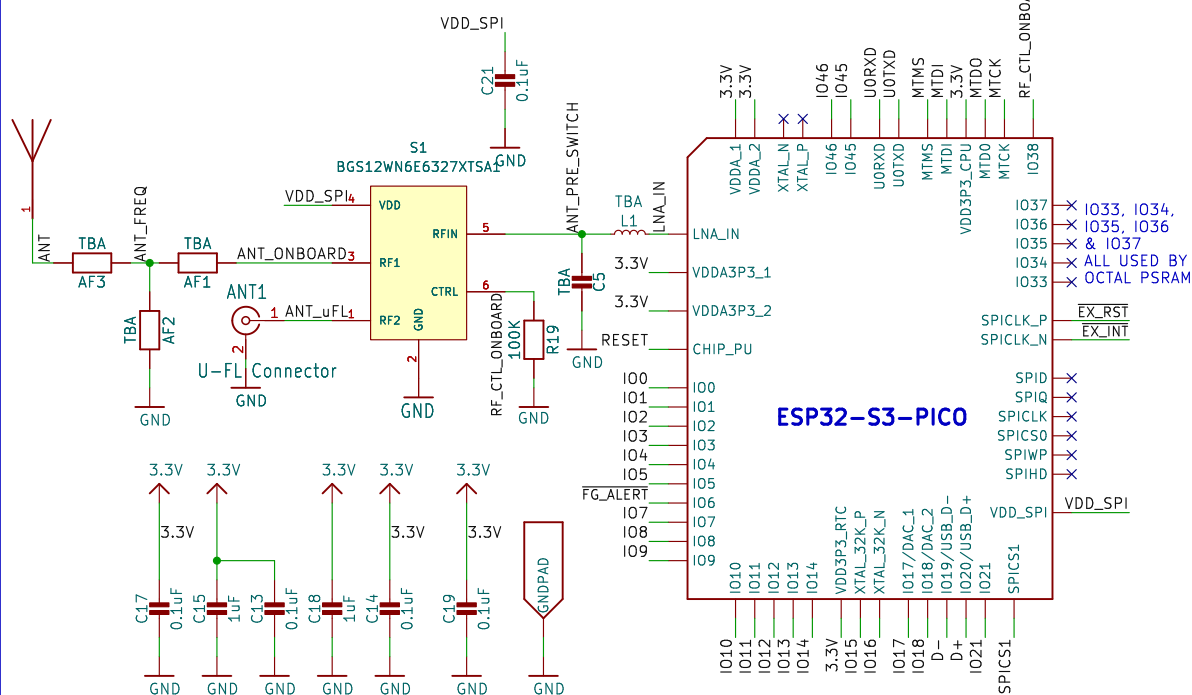 VDD_SPI
C21
0.1uF
GND
1
ANT
TBA
AF3
ANT_FREQ
TBA
AF1
TBA
AF2
GND
ANT_ONBOARD
ANT1
1
2
ANT_uFL
U-FL Connector
GND
S1
BGS12WN6E6327XTSA1
VDD_SPI
4
VDD
3
RF1
1
RF2
RFIN
5
CTRL
6
GND
2
GND
RF_CTL_ONBOARD
100K
R19
GND
ANT_PRE_SWITCH
TBA
C5
GND
TBA
L1
LNA_IN
3.3V
3.3V
RESET
IO0
IO1
IO2
IO3
IO4
IO5
FG_ALERT
IO7
IO8
IO9
LNA_IN
VDDA3P3_1
VDDA3P3_2
CHIP_PU
IO0
IO1
IO2
IO3
IO4
IO5
IO6
IO7
IO8
IO9
3.3V
3.3V
IO46
IO45
U0RXD
U0TXD
MTMS
MTDI
3.3V
MTDO
MTCK
RF_CTL_ONBOA
VDDA_1
VDDA_2
XTAL_N
XTAL_P
IO46
IO45
U0RXD
U0TXD
MTMS
MTDI
VDD3P3_CPU
MTDO
MTCK
IO38
ESP32-S3-PICO
IO37
IO36
IO35
IO34
IO33
IO33, IO34,
IO35, IO36
& IO37
ALL USED BY
OCTAL PSRAM
SPICLK_P
SPICLK_N
EX_RST
EX_INT
SPID
SPIQ
SPICLK
SPICS0
SPIWP
SPIHD
VDD_SPI
VDD_SPI
IO10
IO11
IO12
IO13
IO14
VDD3P3_RTC
XTAL_32K_P
XTAL_32K_N
IO17/DAC_1
IO18/DAC_2
IO19/USB_D-
IO20/USB_D+
IO21
SPICS1
IO10
IO11
IO12
IO13
IO14
3.3V
IO15
IO16
IO17
IO18
D-
D+
IO21
SPICS1
3.3V
3.3V
3.3V
3.3V
3.3V
3.3V
3.3V
3.3V
C17
0.1uF
C15
1uF
C13
0.1uF
C18
1uF
C14
0.1uF
C19
0.1uF
GNDPAD
GND
GND
GND
GND
GND
GND
GND